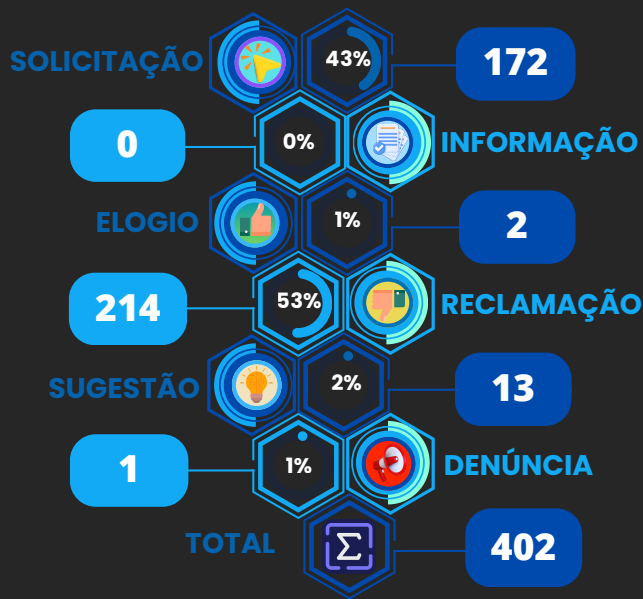 SOLICITAÇÃO 43% 172
0 0% INFORMAÇÃO
ELOGIO 1% 2
214 53% RECLAMAÇÃO
SUGESTÃO 2% 13
1 1% DENÚNCIA
TOTAL Σ 402